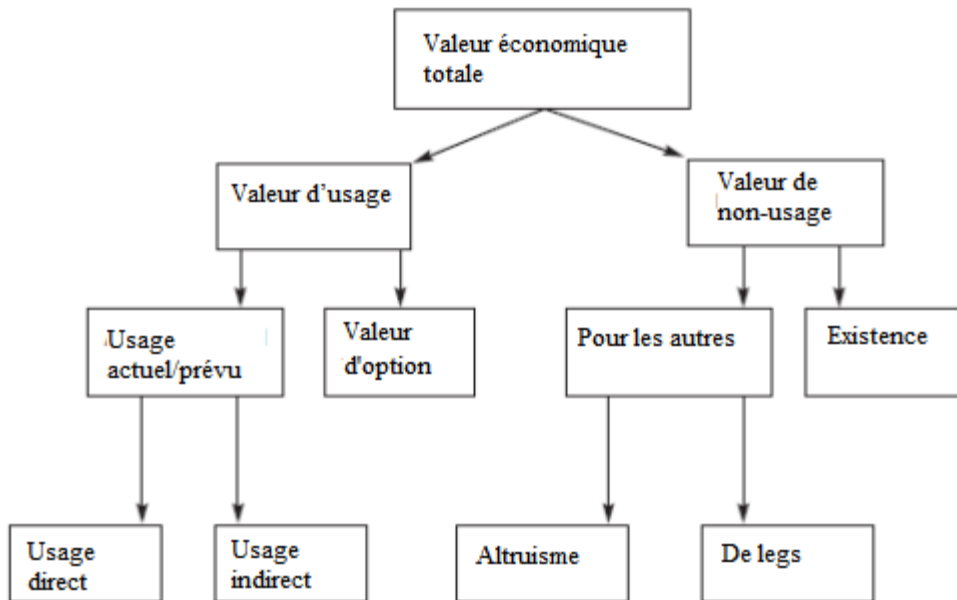 Valeur économique
totale
Valeur d’usage
Valeur de
non-usage
Usage
actuel/prévu
Valeur
d'option
Pour les autres
Existence
Usage
direct
Usage
indirect
Altruisme
De legs